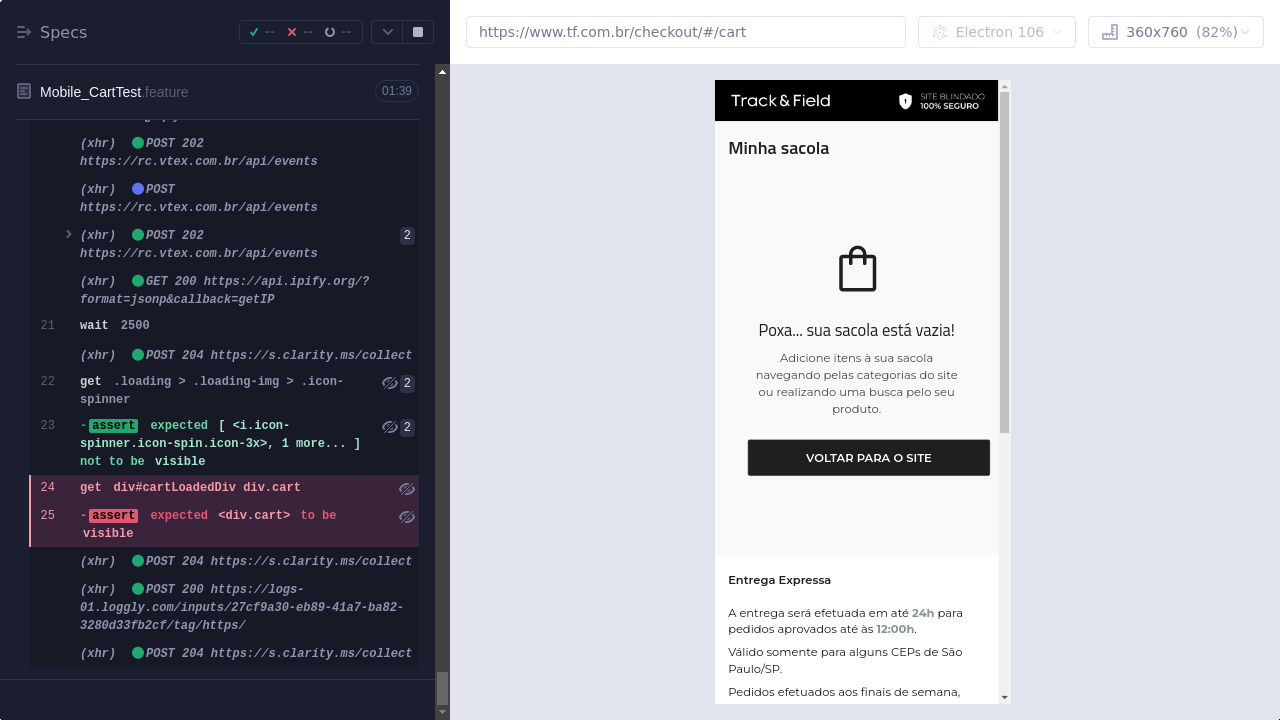 Specs
--
--
--
https://www.tf.com.br/checkout/#/cart
Electron 106
360x760 (82%)
Mobile_CartTest.feature
01:39
(xhr) POST 202
https://rc.vtex.com.br/api/events
(xhr) POST
https://rc.vtex.com.br/api/events
(xhr) POST 202
2
https://rc.vtex.com.br/api/events
(xhr) GET 200 https://api.ipify.org/?
format=jsonp&callback=getIP
21 wait 2500
(xhr) POST 204 https://s.clarity.ms/collect
22 get .loading > .loading-img > .icon-
2
spinner
23 -assert expected [ <i.icon-
2
spinner.icon-spin.icon-3x>, 1 more... ]
not to be visible
24 get div#cartLoadedDiv div.cart
25 -assert expected <div.cart> to be
visible
(xhr) POST 204 https://s.clarity.ms/collect
(xhr) POST 200 https://logs-
01.loggly.com/inputs/27cf9a30-eb89-41a7-ba82-
3280d33fb2cf/tag/https/
(xhr) POST 204 https://s.clarity.ms/collect
Track&Field
SITE BLINDADO
100% SEGURO
Minha sacola
Poxa... sua sacola está vazia!
Adicione itens à sua sacola
navegando pelas categorias do site
ou realizando uma busca pelo seu
produto.
VOLTAR PARA O SITE
Entrega Expressa
A entrega será efetuada em até 24h para
pedidos aprovados até às 12:00h.
Válido somente para alguns CEPs de São
Paulo/SP.
Pedidos efetuados aos finais de semana,